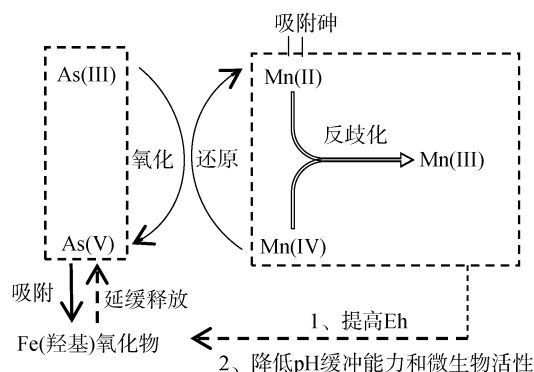 吸附砷
As(III)
Mn(II)
氧化
还原
反歧化
Mn(III)
As(V)
Mn(IV)
吸附
延缓释放
1、提高Eh
Fe(羟基)氧化物
2、降低pH缓冲能力和微生物活性